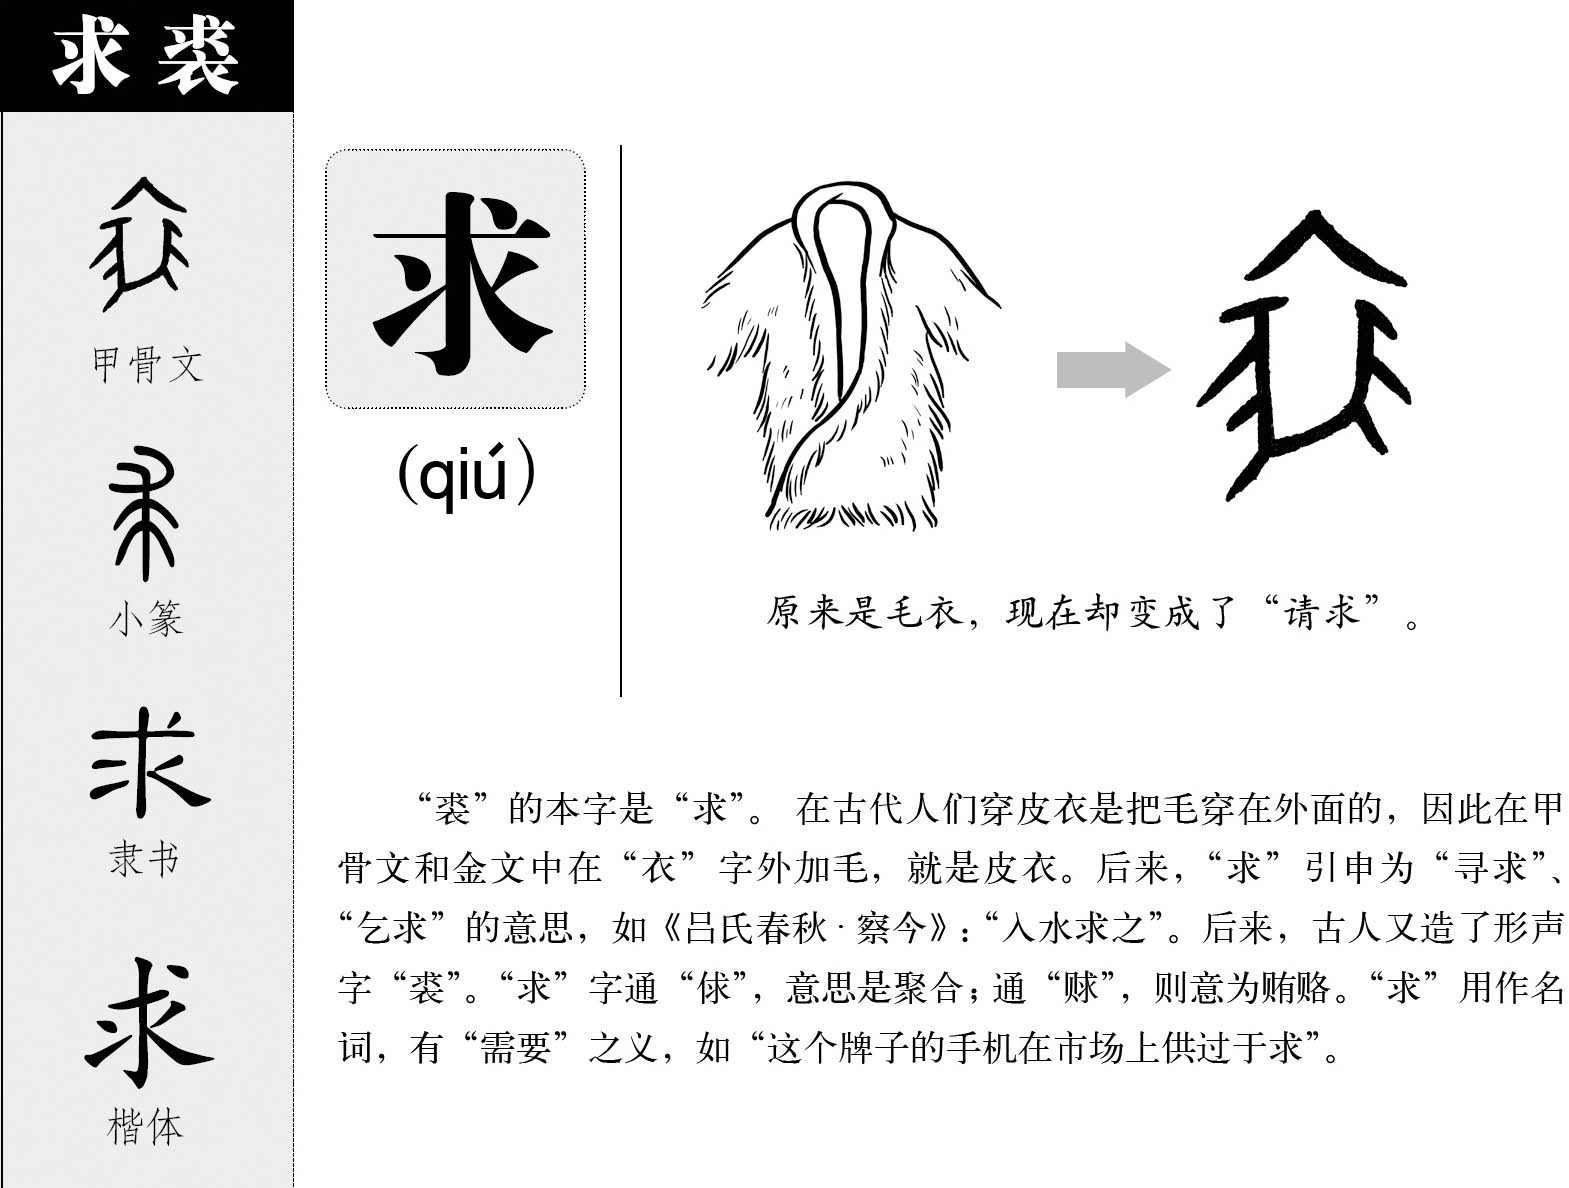 求 裘
甲骨文
小篆
隶书
楷体
求
(qiú)
原来是毛衣，现在却变成了“请求”。
“裘”的本字是“求”。 在古代人们穿皮衣是把毛穿在外面的，因此在甲
骨文和金文中在“衣”字外加毛，就是皮衣。后来，“求”引申为“寻求”、
“乞求”的意思，如《吕氏春秋·察今》：“入水求之”。后来，古人又造了形声
字“裘”。“求”字通“俅”，意思是聚合；通“赇”，则意为贿赂。“求”用作名
词，有“需要”之义，如“这个牌子的手机在市场上供过于求”。